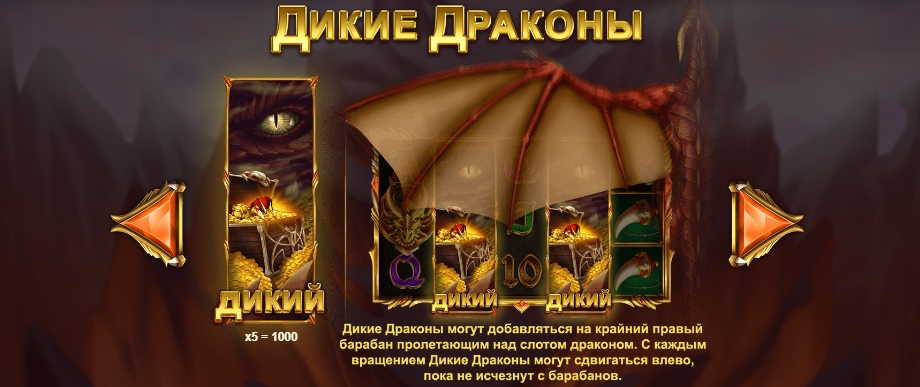 Дикие Драконы
Q
J
10
дикий
дикий
дикий
x5 = 1000
Дикие Драконы могут добавляться на крайний правый
барабан пролетающим над слотом драконом. С каждым
вращением Дикие Драконы могут сдвигаться влево,
пока не исчезнут с барабанов.